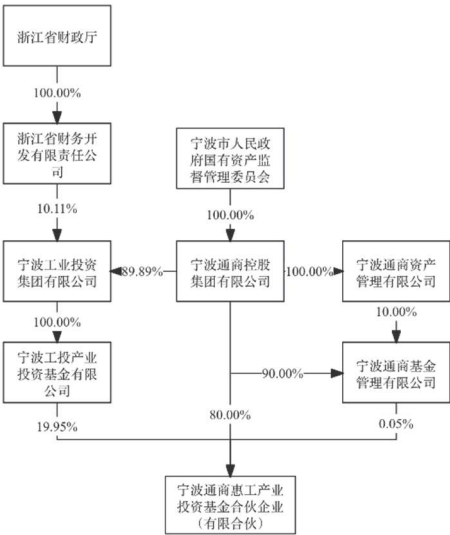 浙江省财政厅
100.00%
浙江省财务开
发有限责任公
司
宁波市人民政
府国有资产监
督管理委员会
10.11%
100.00%
宁波工业投资
集团有限公司
89.89%
宁波通商控股
集团有限公司
100.00%
宁波通商资产
管理有限公司
100.00%
10.00%
宁波工投产业
投资基金有限
公司
90.00%
宁波通商基金
管理有限公司
19.95%
80.00%
0.05%
宁波通商惠工产业
投资基金合伙企业
（有限合伙）